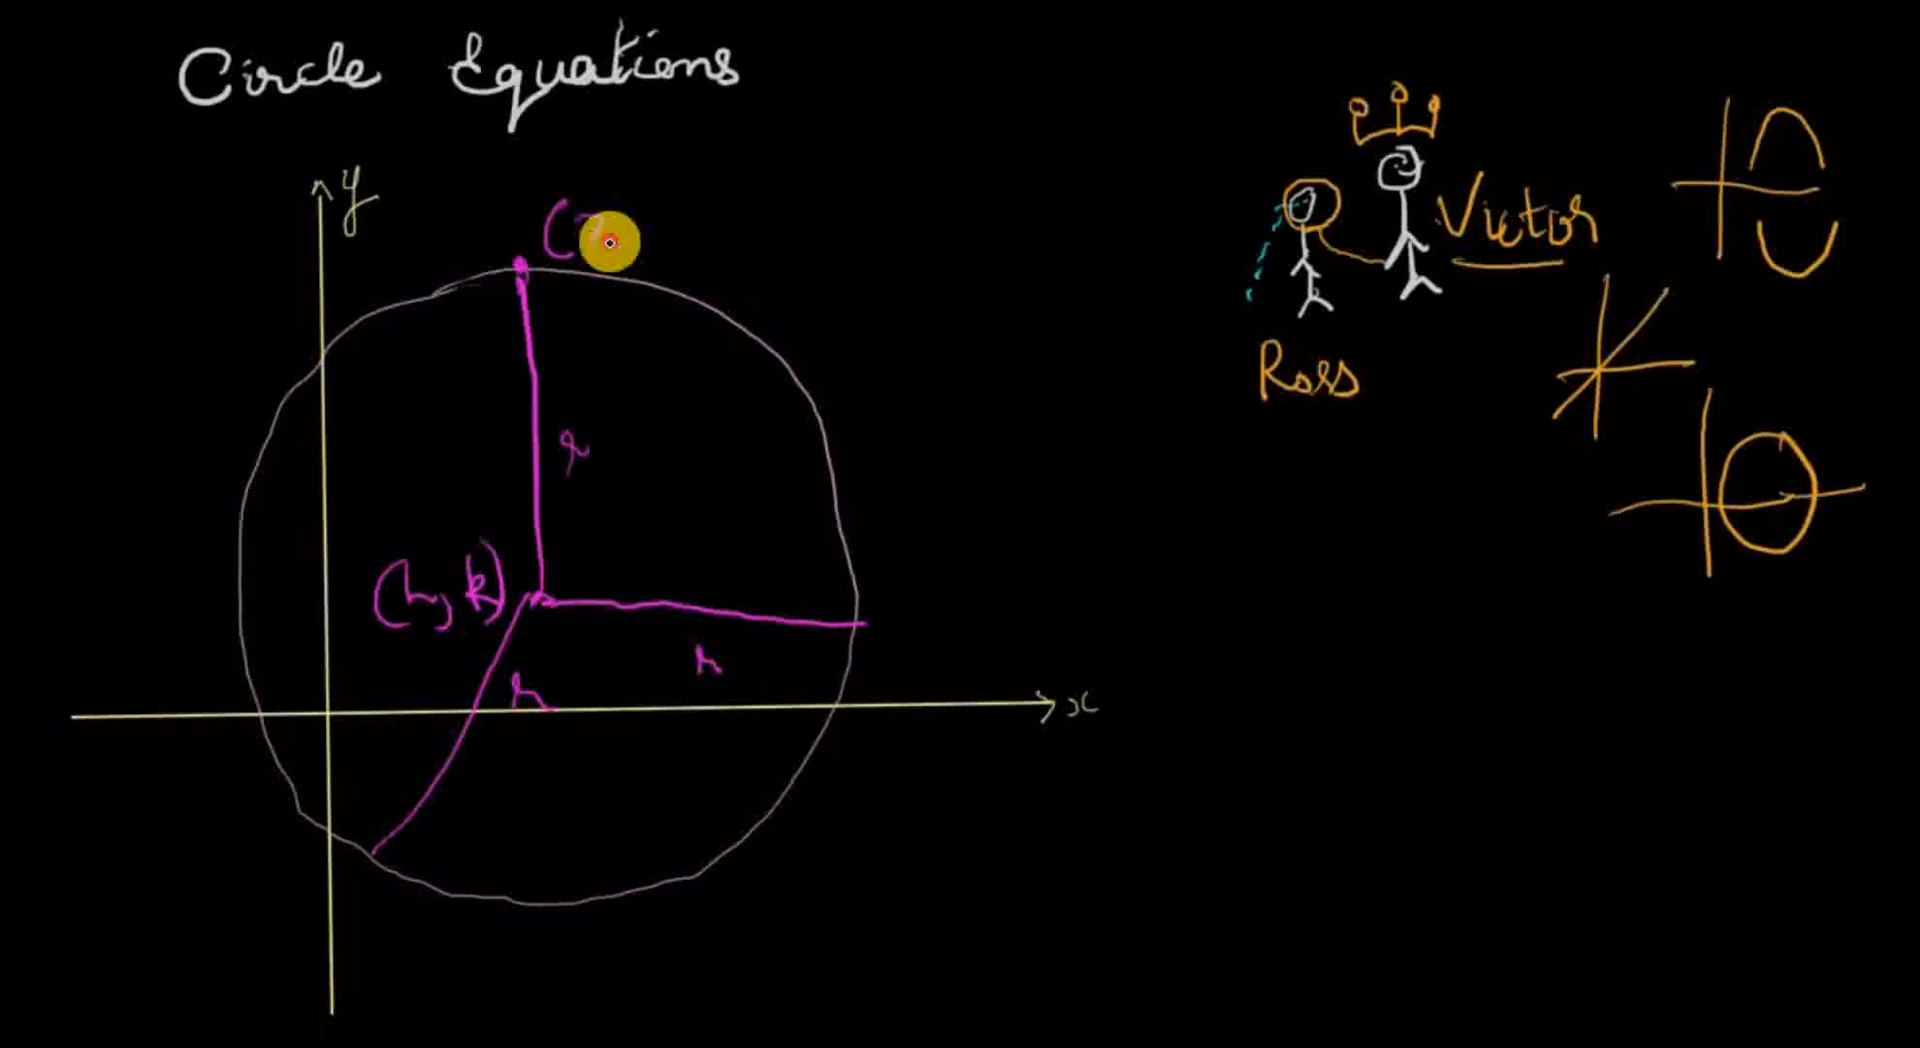 Circle Equations
y
(
r
(h, k)
r
r
x
Victor
Ross